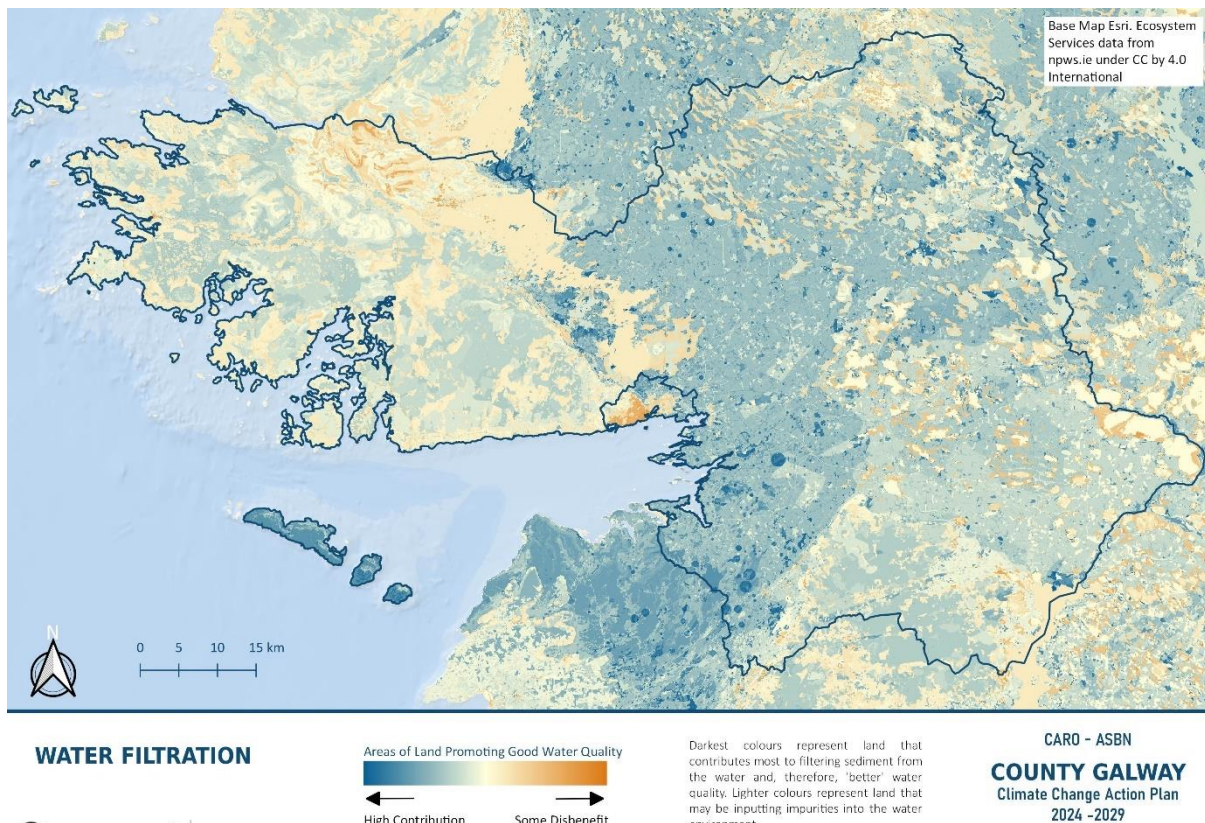 Base Map Esri. Ecosystem
Services data from
npws.ie under CC by 4.0
International
N
0 5 10 15 km
WATER FILTRATION
Areas of Land Promoting Good Water Quality
High Contribution Some Disbenefit
Darkest colours represent land that
contributes most to filtering sediment from
the water and, therefore, 'better' water
quality. Lighter colours represent land that
may be inputting impurities into the water
environment
CARO - ASBN
COUNTY GALWAY
Climate Change Action Plan
2024 -2029